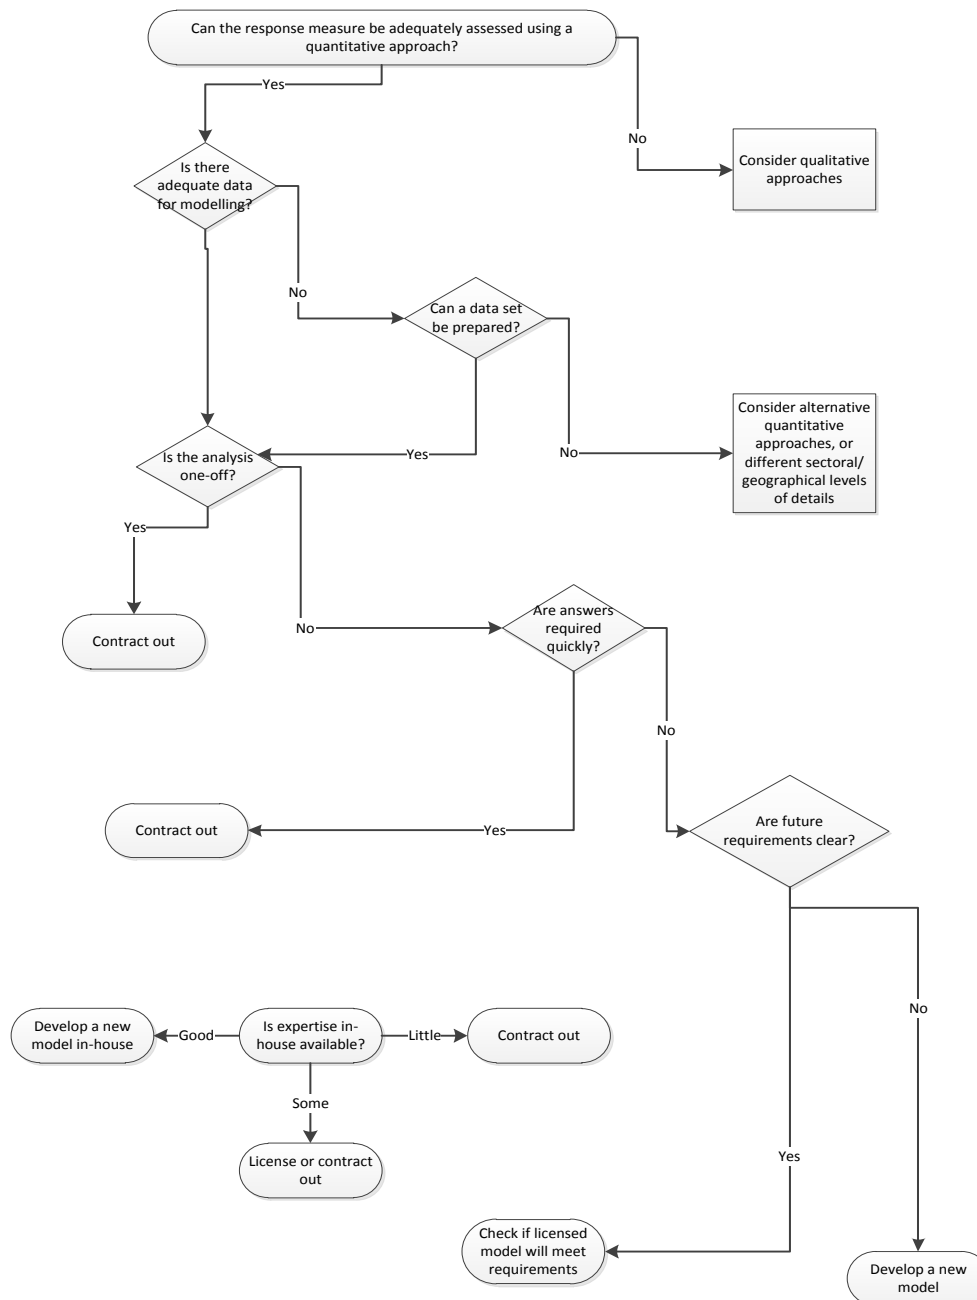 Can the response measure be adequately assessed using a
quantitative approach?
Yes
No
Consider qualitative
approaches
Is there
adequate data
for modelling?
No
Can a data set
be prepared?
Yes
No
Consider alternative
quantitative
approaches, or
different sectoral/
geographical levels
of details
Is the analysis
one-off?
Yes
Contract out
No
Are answers
required
quickly?
No
Yes
Contract out
Are future
requirements clear?
No
Yes
Develop a new
model in-house
Good
Is expertise in-
house available?
Little
Contract out
Some
License or contract
out
Check if licensed
model will meet
requirements
Develop a new
model